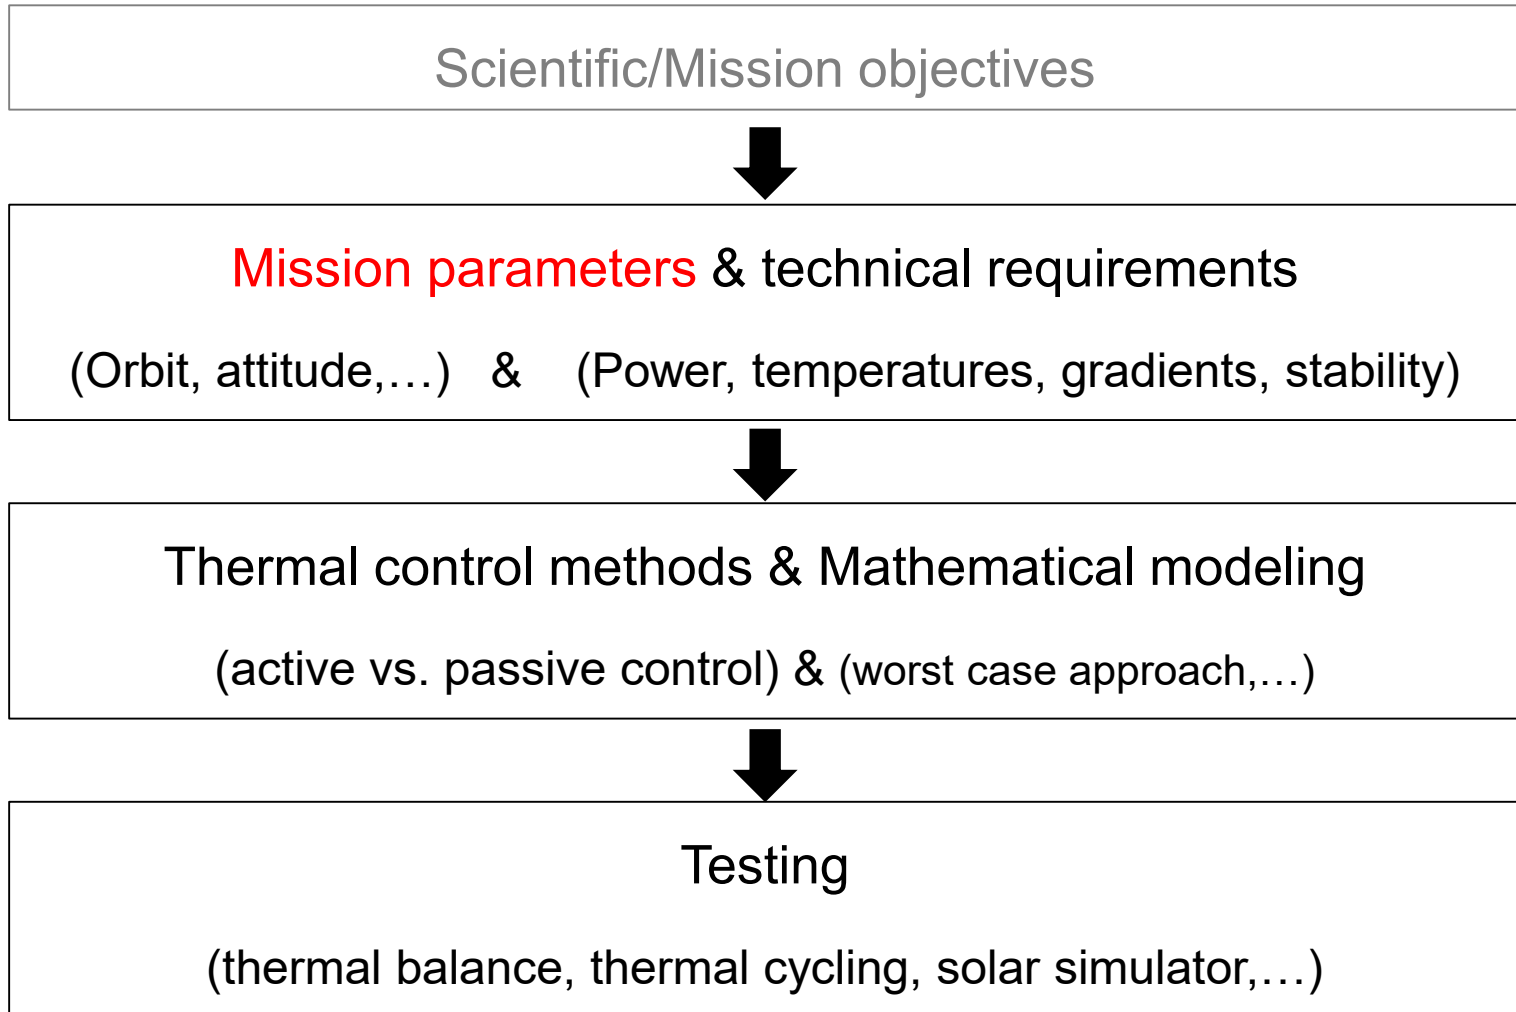 Scientific/Mission objectives
Mission parameters & technical requirements
(Orbit, attitude,…) & (Power, temperatures, gradients, stability)
Thermal control methods & Mathematical modeling
(active vs. passive control) & (worst case approach,…)
Testing
(thermal balance, thermal cycling, solar simulator,…)